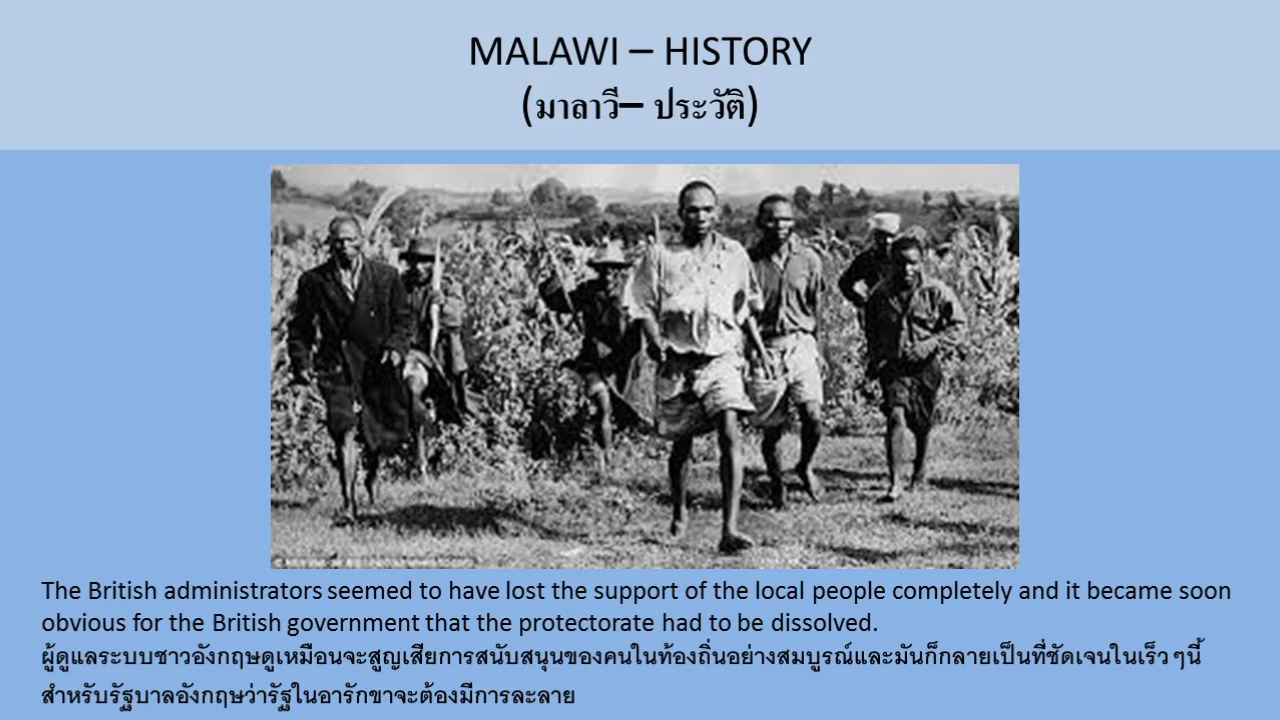 MALAWI – HISTORY
(มาลาวี– ประวัติ)
The British administrators seemed to have lost the support of the local people completely and it became soon
obvious for the British government that the protectorate had to be dissolved.
ผู้ดูแลระบบชาวอังกฤษดูเหมือนจะสูญเสียการสนับสนุนของคนในท้องถิ่นอย่างสมบูรณ์และมันก็กลายเป็นที่ชัดเจนในเร็ว ๆนี้
สำหรับรัฐบาลอังกฤษว่ารัฐในอารักขาจะต้องมีการละลาย